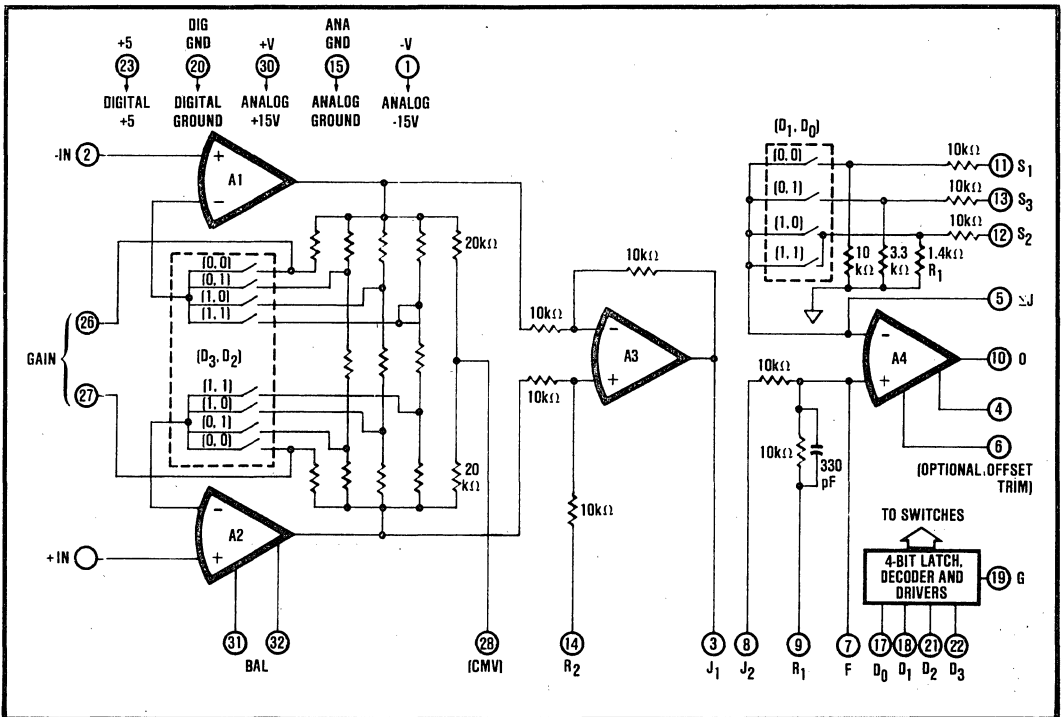 +5
DIG
GND
+V
ANA
GND
-V
23
20
30
15
1
DIGITAL
+5
DIGITAL
GROUND
ANALOG
+15V
ANALOG
GROUND
ANALOG
-15V
-IN 2
+
A1
−
(0, 0)
(0, 1)
(1, 0)
(1, 1)
26
GAIN
27
(D3, D2)
(1, 1)
(1, 0)
(0, 1)
(0, 0)
20kΩ
20
kΩ
−
A2
+
+IN
31
32
BAL
28
(CMV)
10kΩ
10kΩ
10kΩ
−
A3
+
10kΩ
14
R2
3
J1
(D1, D0)
(0, 0)
(0, 1)
(1, 0)
(1, 1)
10kΩ
11 S1
10kΩ
13 S3
10kΩ
12 S2
10
kΩ
3.3
kΩ
1.4kΩ
R1
5 ΣJ
−
A4
+
10 O
4
6
(OPTIONAL.OFFSET
TRIM)
10kΩ
10kΩ
330
pF
8
J2
9
R1
7
F
TO SWITCHES
4-BIT LATCH,
DECODER AND
DRIVERS
19 G
17
18
21
22
D0
D1
D2
D3